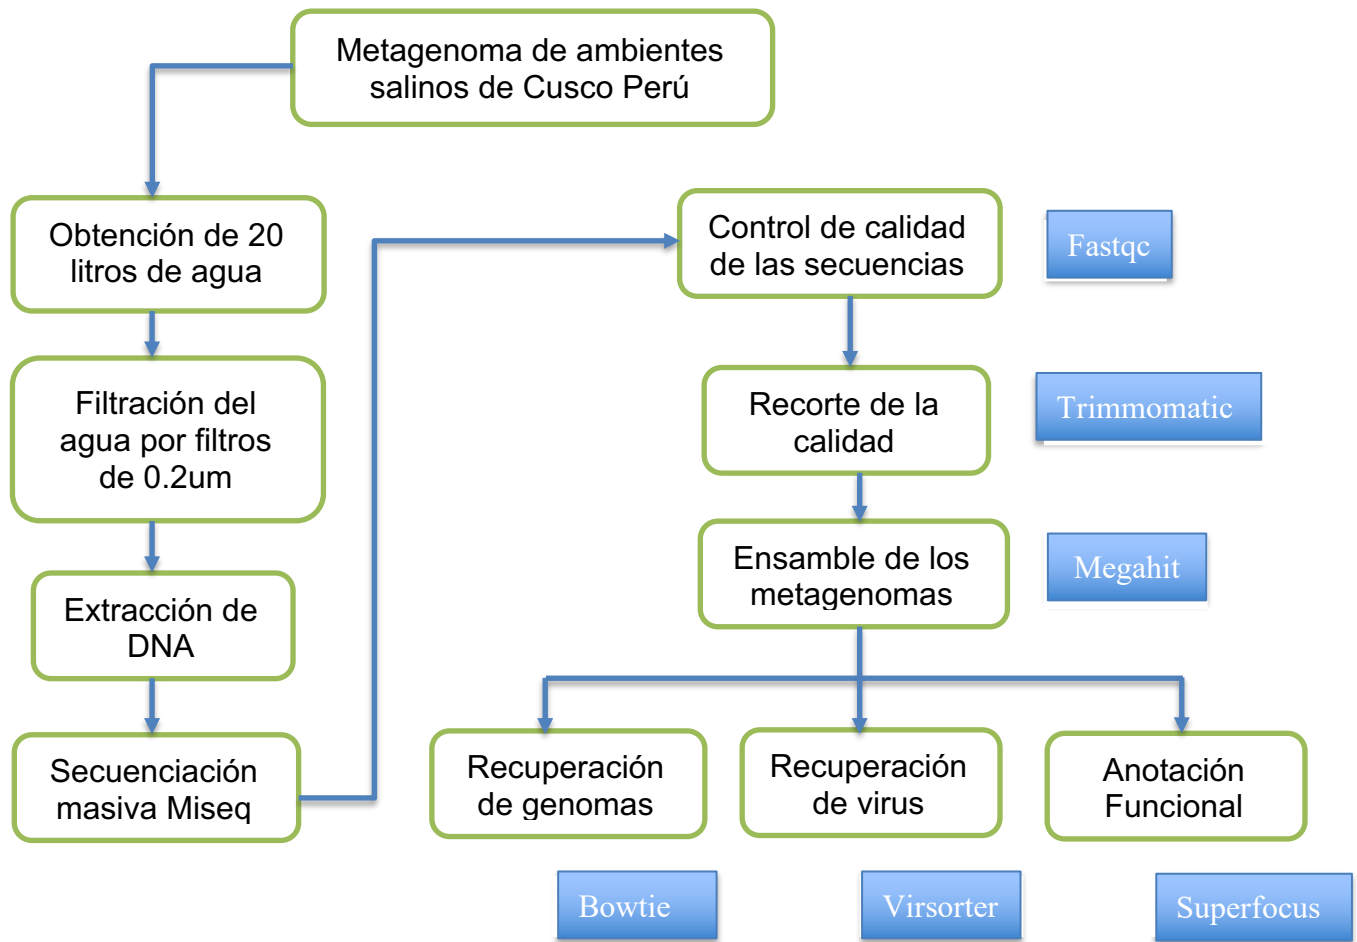 Metagenoma de ambientes
salinos de Cusco Perú
Obtención de 20
litros de agua
Filtración del
agua por filtros
de 0.2um
Extracción de
DNA
Secuenciación
masiva Miseq
Control de calidad
de las secuencias
Fastqc
Recorte de la
calidad
Trimmomatic
Ensamble de los
metagenomas
Megahit
Recuperación
de genomas
Recuperación
de virus
Anotación
Funcional
Bowtie
Virsorter
Superfocus